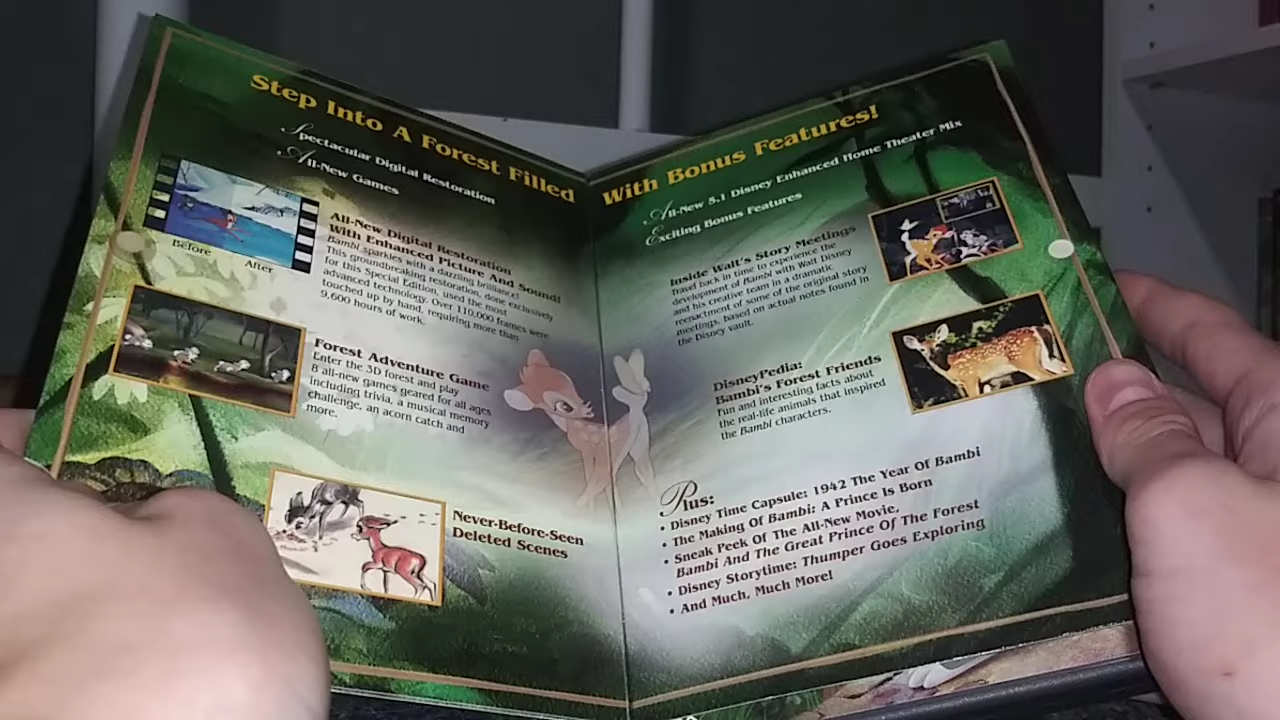 Step Into A Forest Filled
Spectacular Digital Restoration
All-New Games
Before
After
All-New Digital Restoration
With Enhanced Picture And Sound!
Bambi sparkles with a dazzling brilliance!
This groundbreaking restoration, done exclusively
for this Special Edition, used the most
advanced technology. Over 110,000 frames were
touched up by hand, requiring more than
9,600 hours of work.
Forest Adventure Game
Enter the 3D forest and play
8 all-new games geared for all ages
including trivia, a musical memory
challenge, an acorn catch and
more.
Never-Before-Seen
Deleted Scenes
With Bonus Features!
All-New 5.1 Disney Enhanced Home Theater Mix
Exciting Bonus Features
Inside Walt's Story Meetings
Travel back in time to experience the
development of Bambi with Walt Disney
and his creative team in a dramatic
reenactment of some of the original story
meetings, based on actual notes found in
the Disney vault.
DisneyPedia:
Bambi's Forest Friends
Fun and interesting facts about
the real-life animals that inspired
the Bambi characters.
Plus:
• Disney Time Capsule: 1942 The Year Of Bambi
• The Making Of Bambi: A Prince Is Born
• Sneak Peek Of The All-New Movie,
Bambi And The Great Prince Of The Forest
• Disney Storytime: Thumper Goes Exploring
• And Much, Much More!